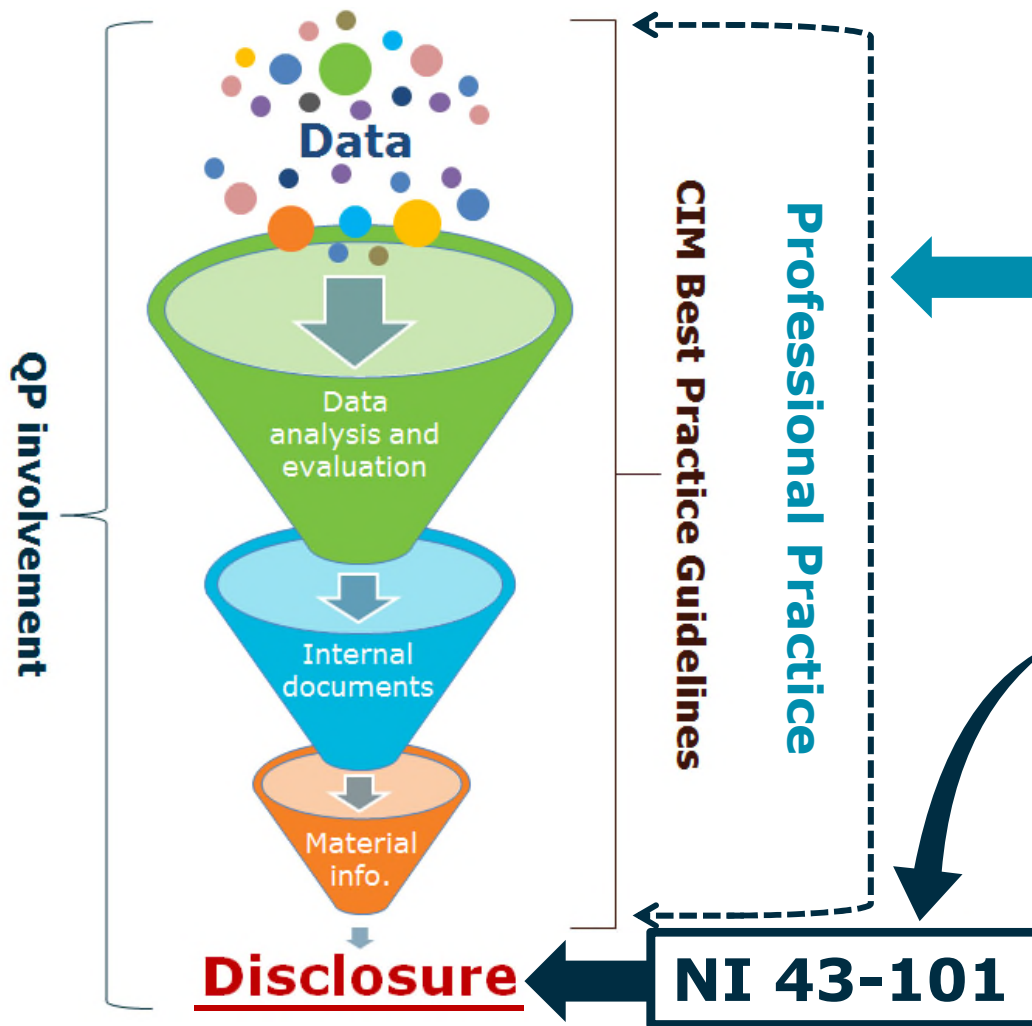 Data
QP involvement
Data
analysis and
evaluation
Internal
documents
Material
info.
CIM Best Practice Guidelines
Professional Practice
Disclosure
NI 43-101